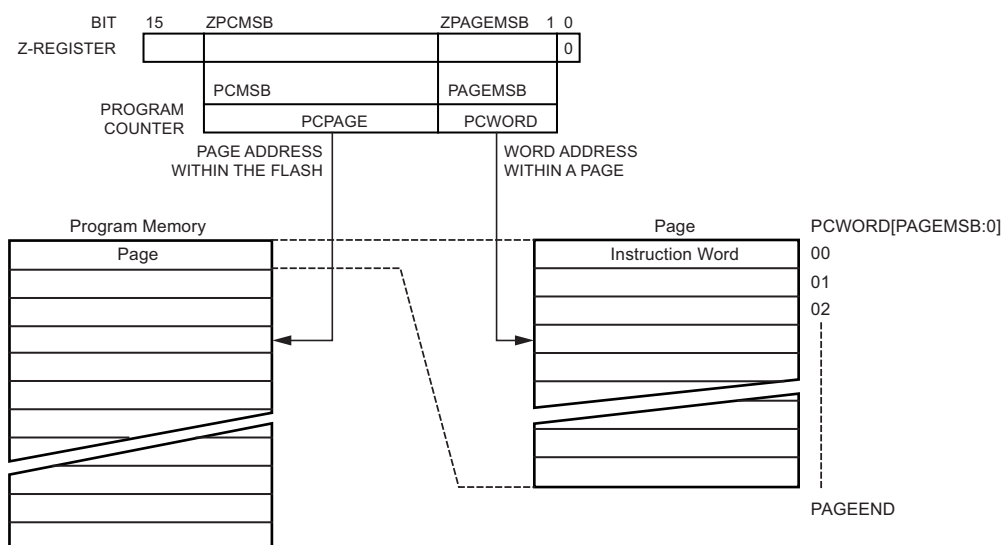 BIT 15 ZPCMSB ZPAGEMSB 1 0
Z-REGISTER 0
PCMSB PAGEMSB
PROGRAM
COUNTER
PCPAGE PCWORD
PAGE ADDRESS
WITHIN THE FLASH
WORD ADDRESS
WITHIN A PAGE
Program Memory Page PCWORD[PAGEMSB:0]
Page Instruction Word 00
01
02
PAGEEND